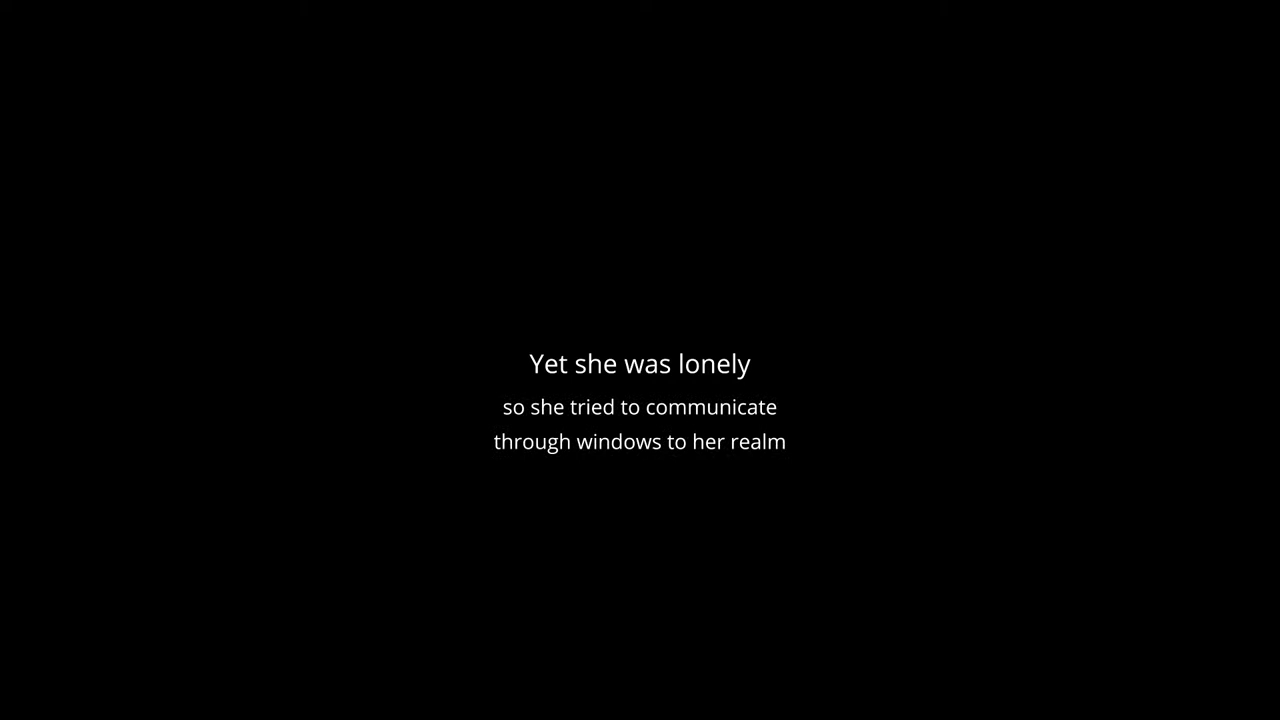 Yet she was lonely
so she tried to communicate
through windows to her realm